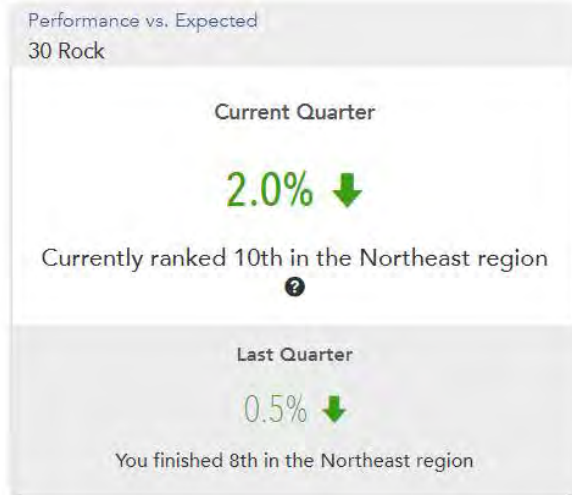 Performance vs. Expected
30 Rock
Current Quarter
2.0%
Currently ranked 10th in the Northeast region
?
Last Quarter
0.5%
You finished 8th in the Northeast region